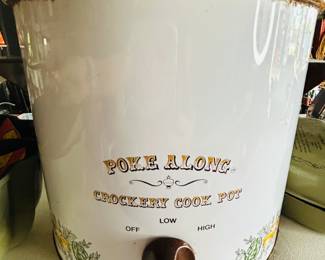 POKE ALONG
CROCKERY COOK POT
LOW
OFF HIGH